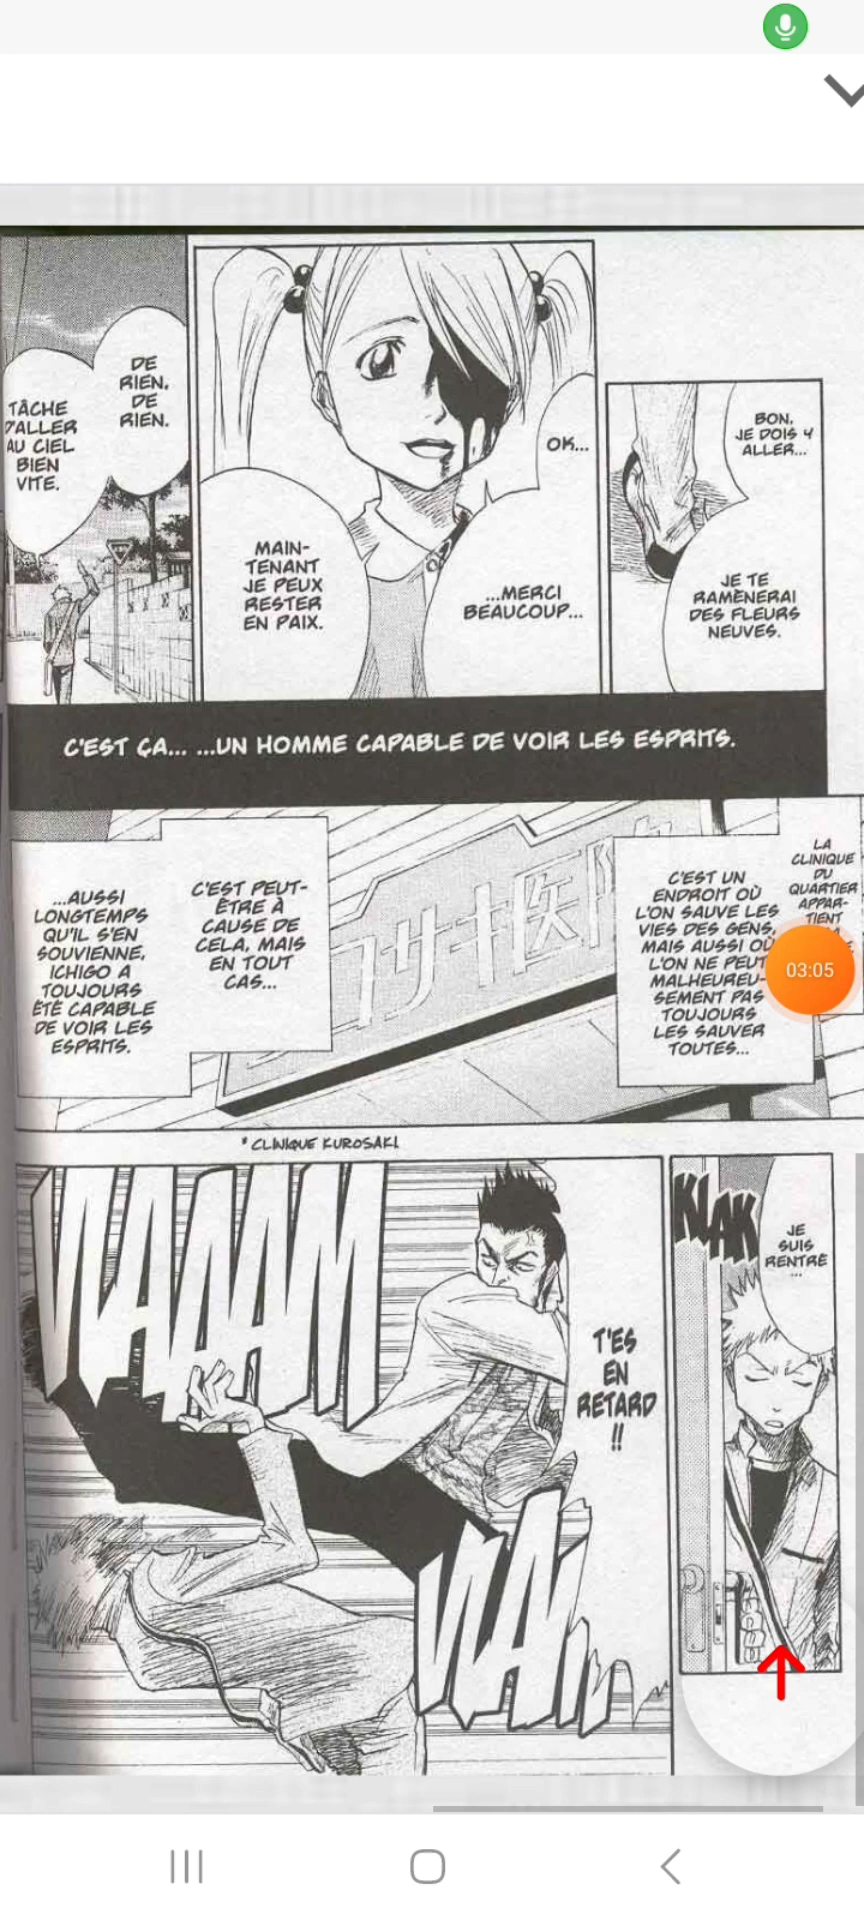 BON,
JE DOIS Y
ALLER...
JE TE
RAMÈNERAI
DES FLEURS
NEUVES.
OK...
...MERCI
BEAUCOUP...
MAIN-
TENANT
JE PEUX
RESTER
EN PAIX.
DE
RIEN,
DE
RIEN.
TÂCHE
D'ALLER
AU CIEL
BIEN
VITE.
C'EST ÇA... ...UN HOMME CAPABLE DE VOIR LES ESPRITS.
LA
CLINIQUE
DU
QUARTIER
APPAR-
TIENT
03:05
C'EST UN
ENDROIT OÙ
L'ON SAUVE LES
VIES DES GENS,
MAIS AUSSI OÙ
L'ON NE PEUT
MALHEUREU-
SEMENT PAS
TOUJOURS
LES SAUVER
TOUTES...
サキ医院
C'EST PEUT-
ÊTRE À
CAUSE DE
CELA, MAIS
EN TOUT
CAS...
...AUSSI
LONGTEMPS
QU'IL S'EN
SOUVIENNE,
ICHIGO A
TOUJOURS
ÉTÉ CAPABLE
DE VOIR LES
ESPRITS.
* CLINIQUE KUROSAKI
KLAK
JE
SUIS
RENTRÉ
...
T'ES
EN
RETARD
!!
VLAAAM